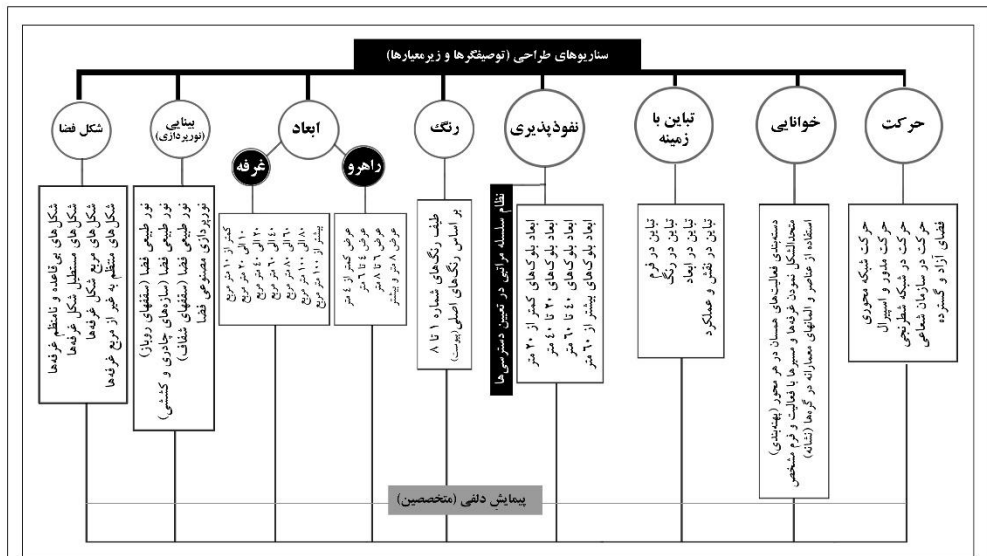 سناریوهای طراحی (توصیفگرها و زیرمعیارها)
حرکت
خوانایی
تباین با
زمینه
نفوذپذیری
رنگ
ابعاد
بینایی
(نورپردازی)
شکل فضا
راهرو
غرفه
حرکت شبکه محوری
حرکت مدور و اسپیرال
حرکت در شبکه شطرنجی
حرکت در سازمان شعاعی
فضای آزاد و گسترده
دسته‌بندی فعالیت‌های همسان در هر محور (پهنه‌بندی)
متحدالشکل نمودن غرفه‌ها و مسیرها با فعالیت و فرم مشخص
استفاده از عناصر و المانهای معمارانه در گره‌ها (نشانه)
تباین در فرم
تباین در رنگ
تباین در ابعاد
تباین در نقش و عملکرد
نظام سلسله مراتبی در تعیین دسترسی‌ها
ابعاد بلوک‌های کمتر از ۲۰ متر
ابعاد بلوک‌های ۲۰ تا ۴۰ متر
ابعاد بلوک‌های ۴۰ تا ۶۰ متر
ابعاد بلوک‌های بیشتر از ۶۰ متر
طیف رنگ‌های شماره ۱ تا ۸
بر اساس رنگ‌های اصلی (پیوست)
عرض کمتر از ۴ متر
عرض ۴ تا ۶ متر
عرض ۶ تا ۸ متر
عرض ۸ متر و بیشتر
کمتر از ۱۰ متر مربع
۱۰ الی ۲۰ متر مربع
۲۰ الی ۴۰ متر مربع
۴۰ الی ۶۰ متر مربع
۶۰ الی ۸۰ متر مربع
۸۰ الی ۱۰۰ متر مربع
بیشتر از ۱۰۰ متر مربع
نور طبیعی فضا (سقفهای روباز)
نور طبیعی فضا (سازه‌های چادری و کششی)
نور طبیعی فضا (سقفهای شفاف)
نورپردازی مصنوعی فضا
شکل‌های بی‌قاعده و نامنظم غرفه‌ها
شکل‌های مستطیل شکل غرفه‌ها
شکل‌های مربع شکل غرفه‌ها
شکل‌های منتظم به غیر از مربع غرفه‌ها
پیمایش دلفی (متخصصین)